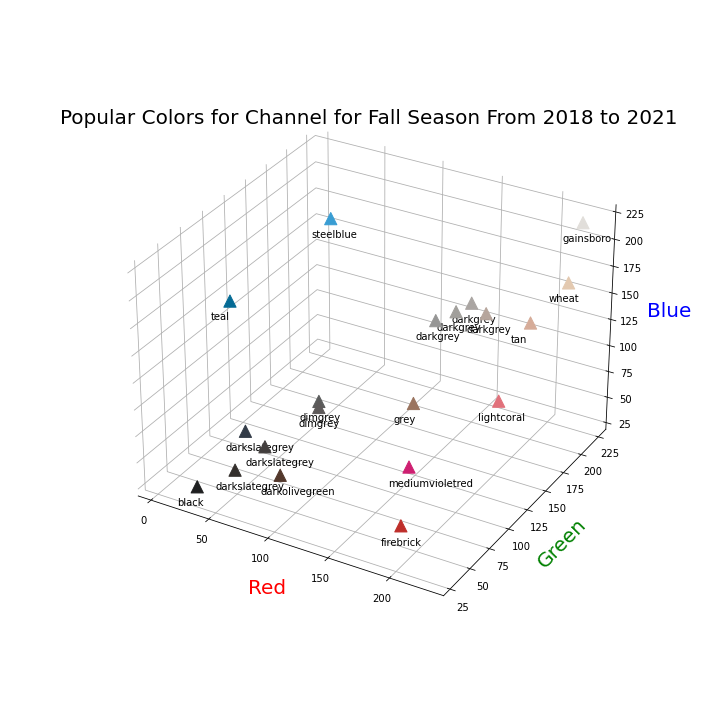 Popular Colors for Channel for Fall Season From 2018 to 2021
steelblue
gainsboro
teal
wheat
darkgrey
darkgrey
darkgrey
darkgrey
tan
dimgrey
dimgrey
grey
lightcoral
darkslategrey
darkslategrey
darkslategrey
darkolivegreen
mediumvioletred
black
firebrick
225
200
175
150
125
100
75
50
25
Blue
225
200
175
150
125
100
75
50
25
Green
0
50
100
150
200
Red